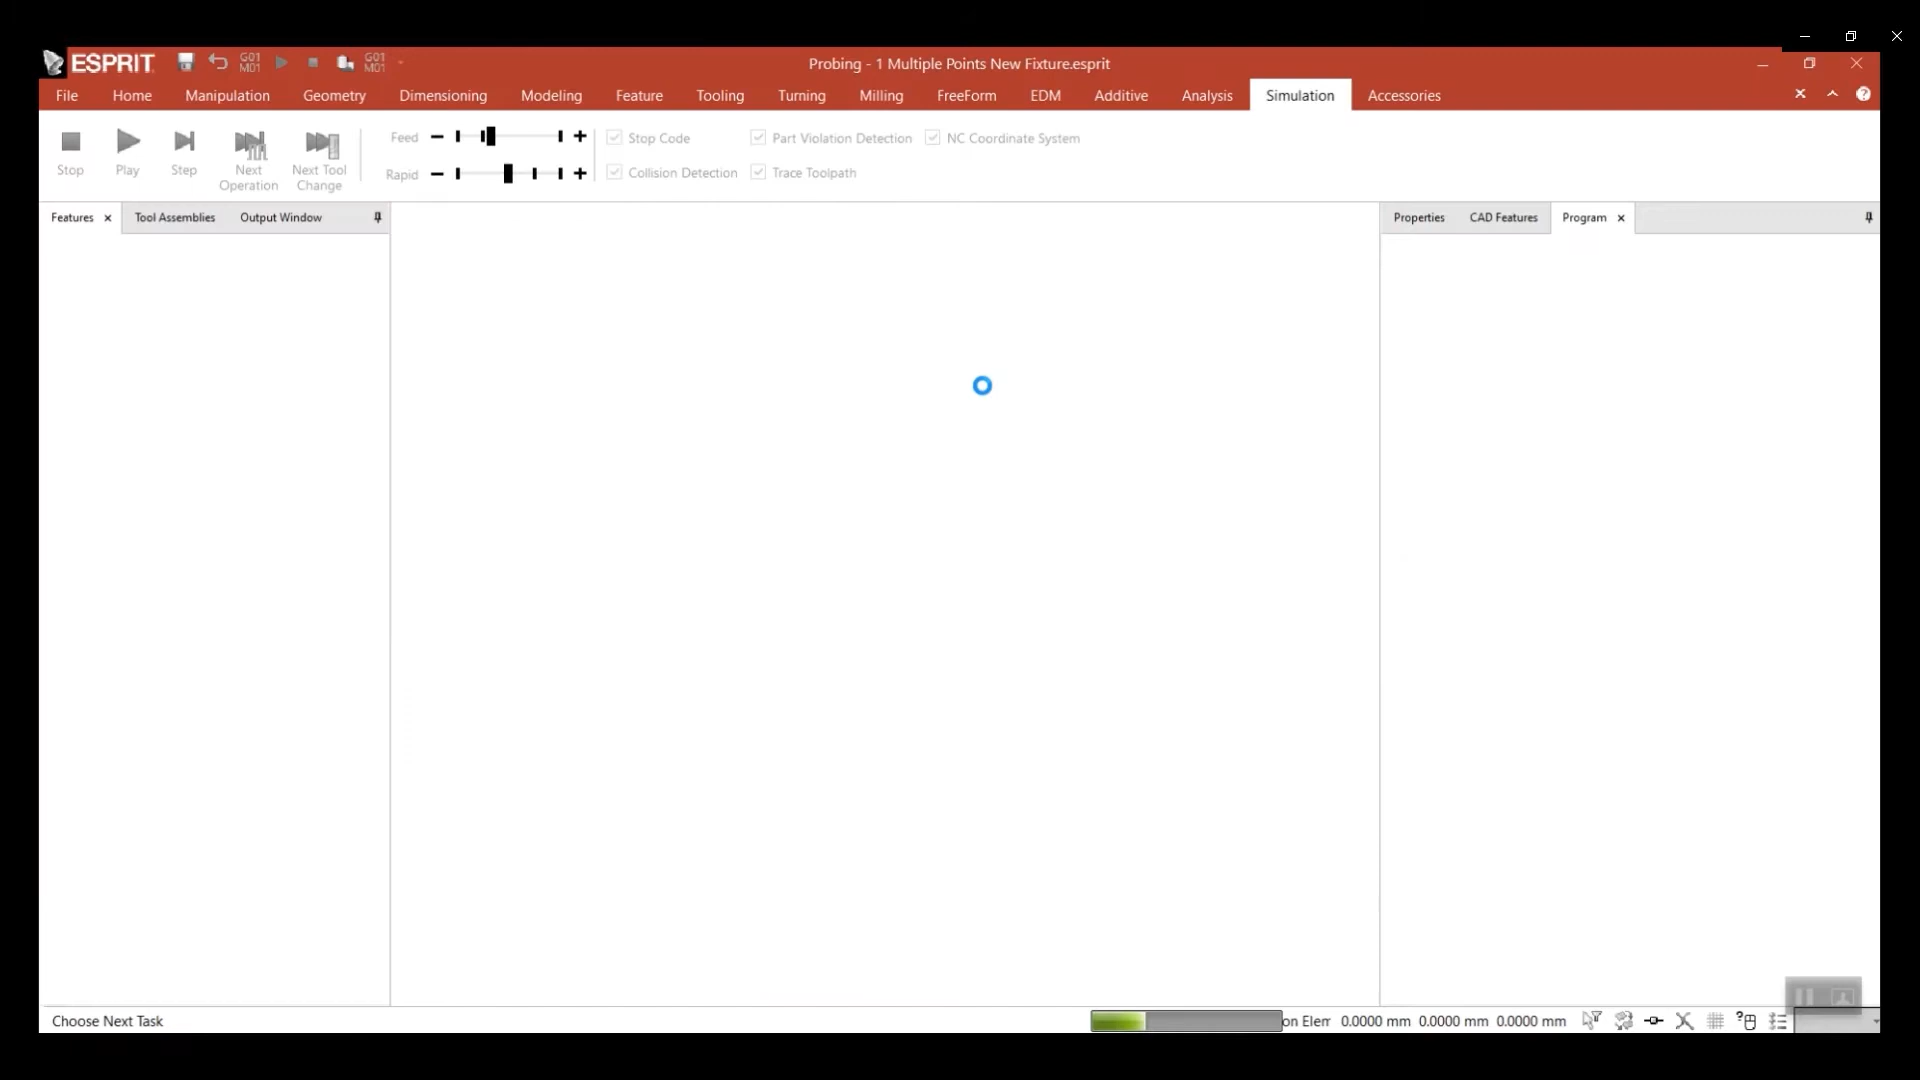 ESPRIT G01 M01 G01 M01 Probing - 1 Multiple Points New Fixture.esprit
File Home Manipulation Geometry Dimensioning Modeling Feature Tooling Turning Milling FreeForm EDM Additive Analysis Simulation Accessories
Feed Stop Code Part Violation Detection NC Coordinate System
Stop Play Step Next Operation Next Tool Change Rapid Collision Detection Trace Toolpath
Features Tool Assemblies Output Window Properties CAD Features Program
Choose Next Task on Elem 0.0000 mm 0.0000 mm 0.0000 mm